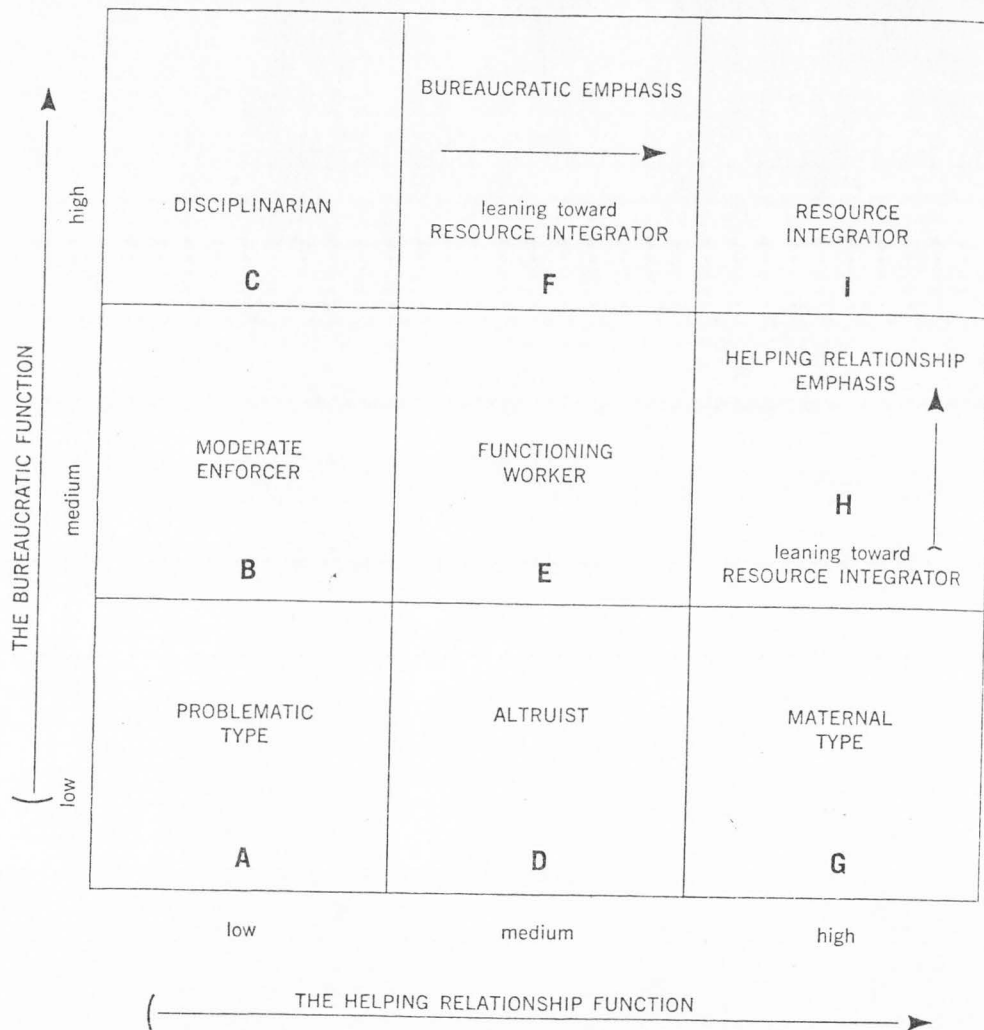 BUREAUCRATIC EMPHASIS
DISCIPLINARIAN
C
leaning toward
RESOURCE INTEGRATOR
F
RESOURCE
INTEGRATOR
I
MODERATE
ENFORCER
B
FUNCTIONING
WORKER
E
HELPING RELATIONSHIP
EMPHASIS
H
leaning toward
RESOURCE INTEGRATOR
PROBLEMATIC
TYPE
A
ALTRUIST
D
MATERNAL
TYPE
G
THE BUREAUCRATIC FUNCTION
high
medium
low
low
medium
high
THE HELPING RELATIONSHIP FUNCTION